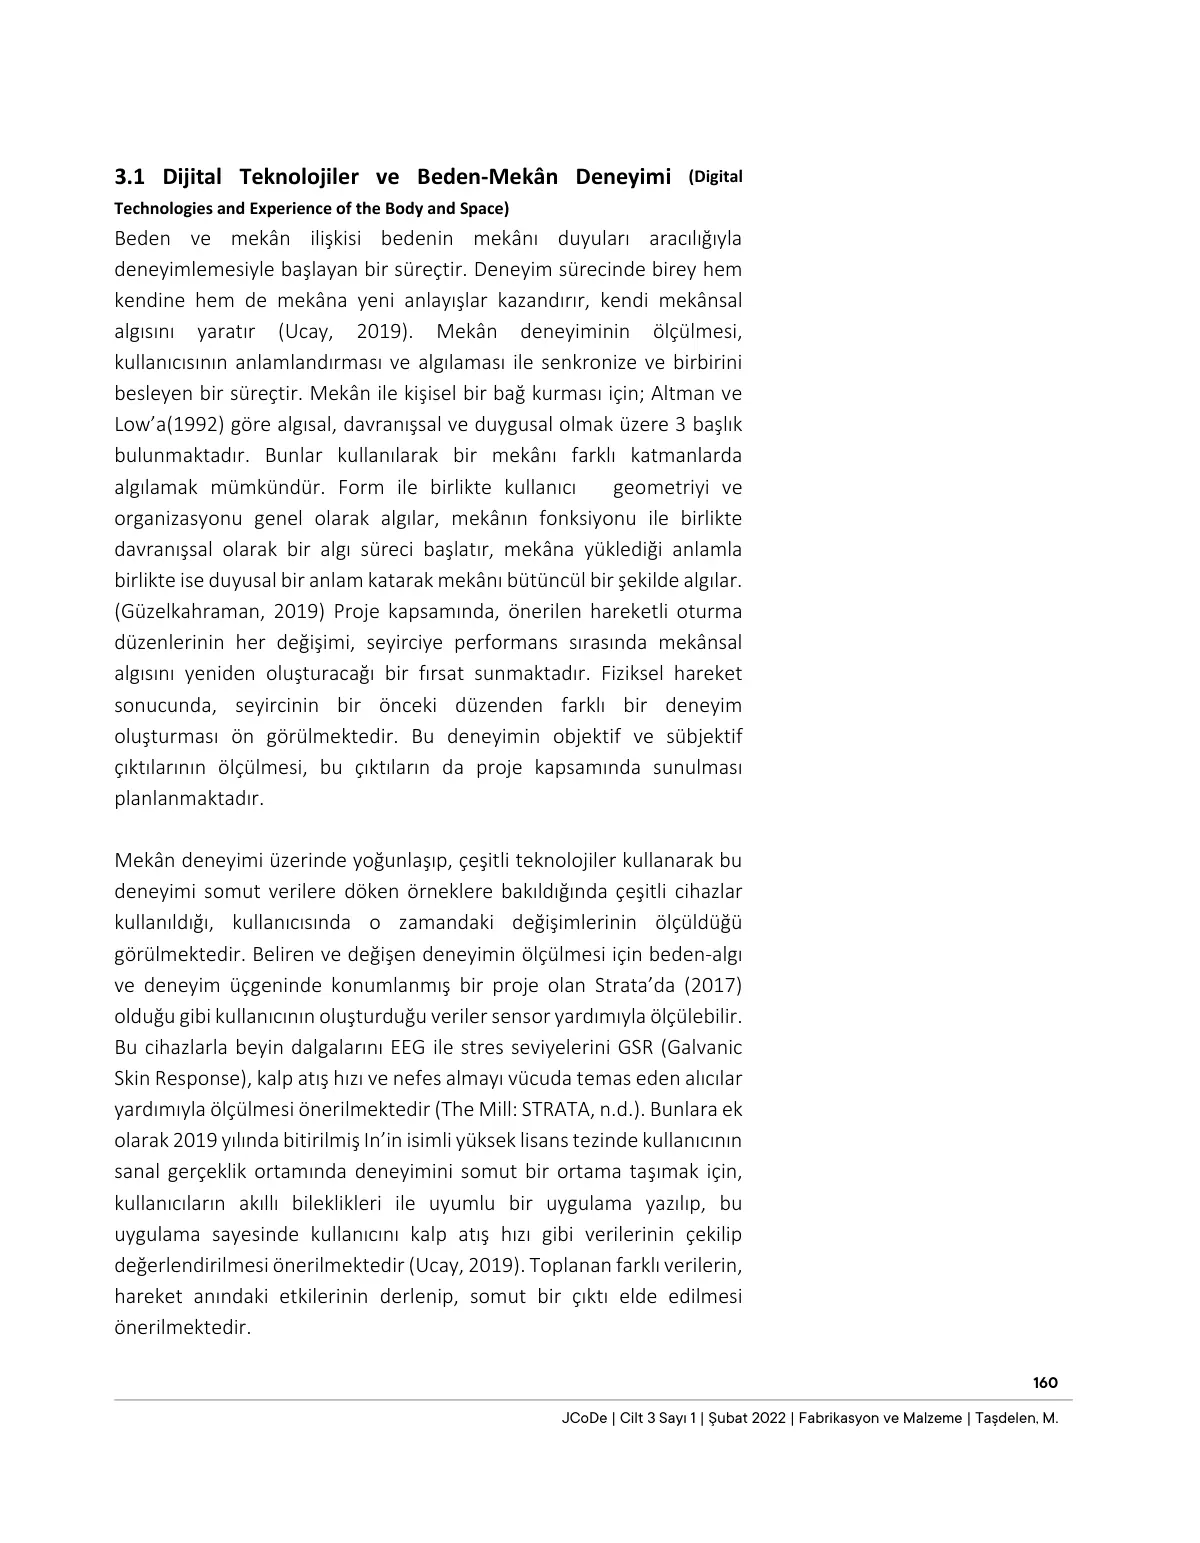 3.1 Dijital Teknolojiler ve Beden-Mekân Deneyimi (Digital
Technologies and Experience of the Body and Space)
Beden ve mekân ilişkisi bedenin mekânı duyuları aracılığıyla
deneyimlemesiyle başlayan bir süreçtir. Deneyim sürecinde birey hem
kendine hem de mekâna yeni anlayışlar kazandırır, kendi mekânsal
algısını yaratır (Ucay, 2019). Mekân deneyiminin ölçülmesi,
kullanıcısının anlamlandırması ve algılaması ile senkronize ve birbirini
besleyen bir süreçtir. Mekân ile kişisel bir bağ kurması için; Altman ve
Low’a(1992) göre algısal, davranışsal ve duygusal olmak üzere 3 başlık
bulunmaktadır. Bunlar kullanılarak bir mekânı farklı katmanlarda
algılamak mümkündür. Form ile birlikte kullanıcı geometriyi ve
organizasyonu genel olarak algılar, mekânın fonksiyonu ile birlikte
davranışsal olarak bir algı süreci başlatır, mekâna yüklediği anlamla
birlikte ise duyusal bir anlam katarak mekânı bütüncül bir şekilde algılar.
(Güzelkahraman, 2019) Proje kapsamında, önerilen hareketli oturma
düzenlerinin her değişimi, seyirciye performans sırasında mekânsal
algısını yeniden oluşturacağı bir fırsat sunmaktadır. Fiziksel hareket
sonucunda, seyircinin bir önceki düzenden farklı bir deneyim
oluşturması ön görülmektedir. Bu deneyimin objektif ve sübjektif
çıktılarının ölçülmesi, bu çıktıların da proje kapsamında sunulması
planlanmaktadır.
Mekân deneyimi üzerinde yoğunlaşıp, çeşitli teknolojiler kullanarak bu
deneyimi somut verilere döken örneklere bakıldığında çeşitli cihazlar
kullanıldığı, kullanıcısında o zamandaki değişimlerinin ölçüldüğü
görülmektedir. Beliren ve değişen deneyimin ölçülmesi için beden-algı
ve deneyim üçgeninde konumlanmış bir proje olan Strata’da (2017)
olduğu gibi kullanıcının oluşturduğu veriler sensor yardımıyla ölçülebilir.
Bu cihazlarla beyin dalgalarını EEG ile stres seviyelerini GSR (Galvanic
Skin Response), kalp atış hızı ve nefes almayı vücuda temas eden alıcılar
yardımıyla ölçülmesi önerilmektedir (The Mill: STRATA, n.d.). Bunlara ek
olarak 2019 yılında bitirilmiş In’in isimli yüksek lisans tezinde kullanıcının
sanal gerçeklik ortamında deneyimini somut bir ortama taşımak için,
kullanıcıların akıllı bileklikleri ile uyumlu bir uygulama yazılıp, bu
uygulama sayesinde kullanıcını kalp atış hızı gibi verilerinin çekilip
değerlendirilmesi önerilmektedir (Ucay, 2019). Toplanan farklı verilerin,
hareket anındaki etkilerinin derlenip, somut bir çıktı elde edilmesi
önerilmektedir.
160
JCoDe | Cilt 3 Sayı 1 | Şubat 2022 | Fabrikasyon ve Malzeme | Taşdelen, M.